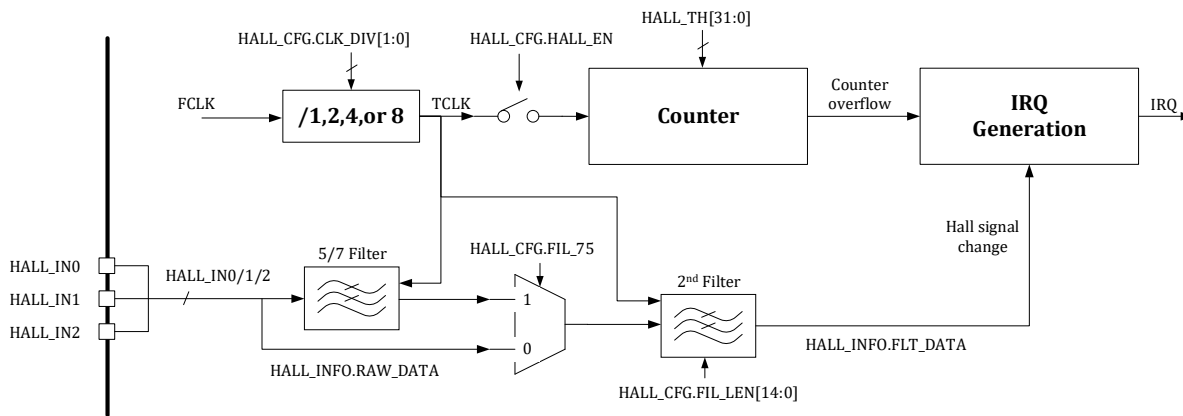 HALL_TH[31:0]
HALL_CFG.CLK_DIV[1:0]
HALL_CFG.HALL_EN
FCLK
/1,2,4,or 8
TCLK
Counter
Counter
overflow
IRQ
Generation
IRQ
5/7 Filter
HALL_CFG.FIL_75
Hall signal
change
HALL_IN0
HALL_IN1
HALL_IN2
HALL_IN0/1/2
1
0
2nd Filter
HALL_INFO.RAW_DATA
HALL_INFO.FLT_DATA
HALL_CFG.FIL_LEN[14:0]